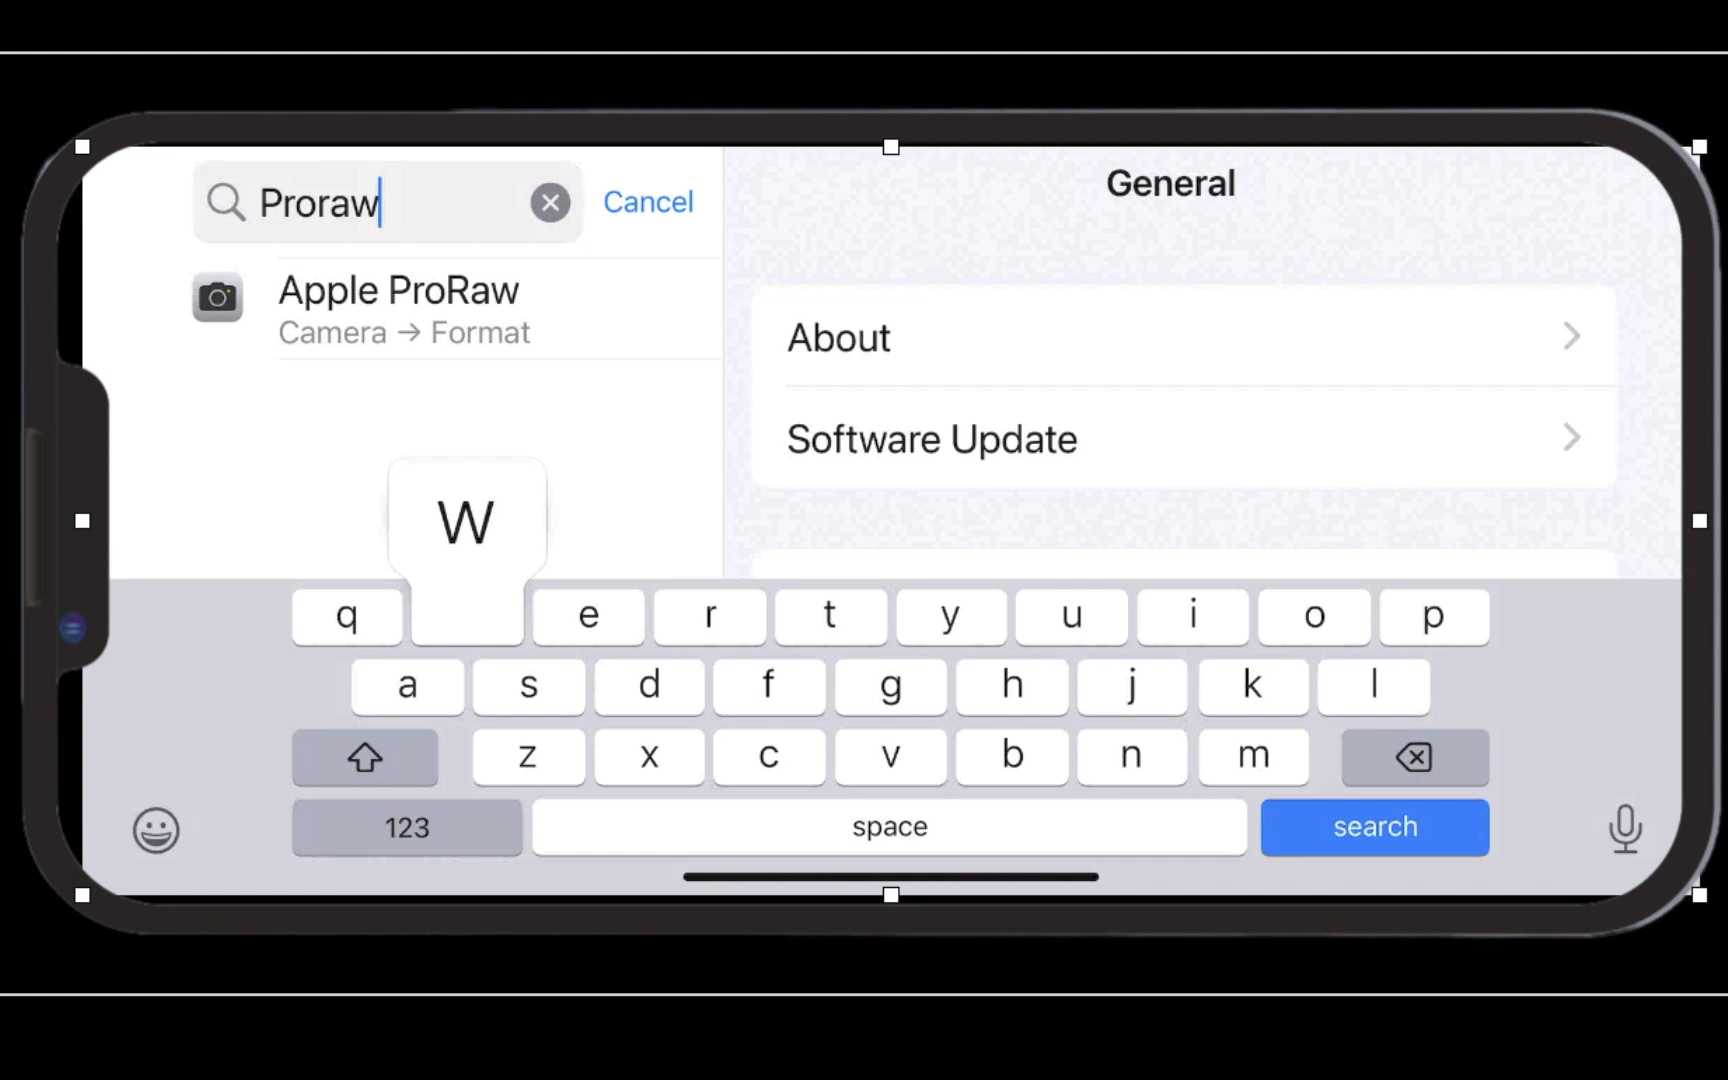 Proraw
Cancel
Apple ProRaw
Camera → Format
General
About
Software Update
W
q e r t y u i o p
a s d f g h j k l
z x c v b n m
123 space search